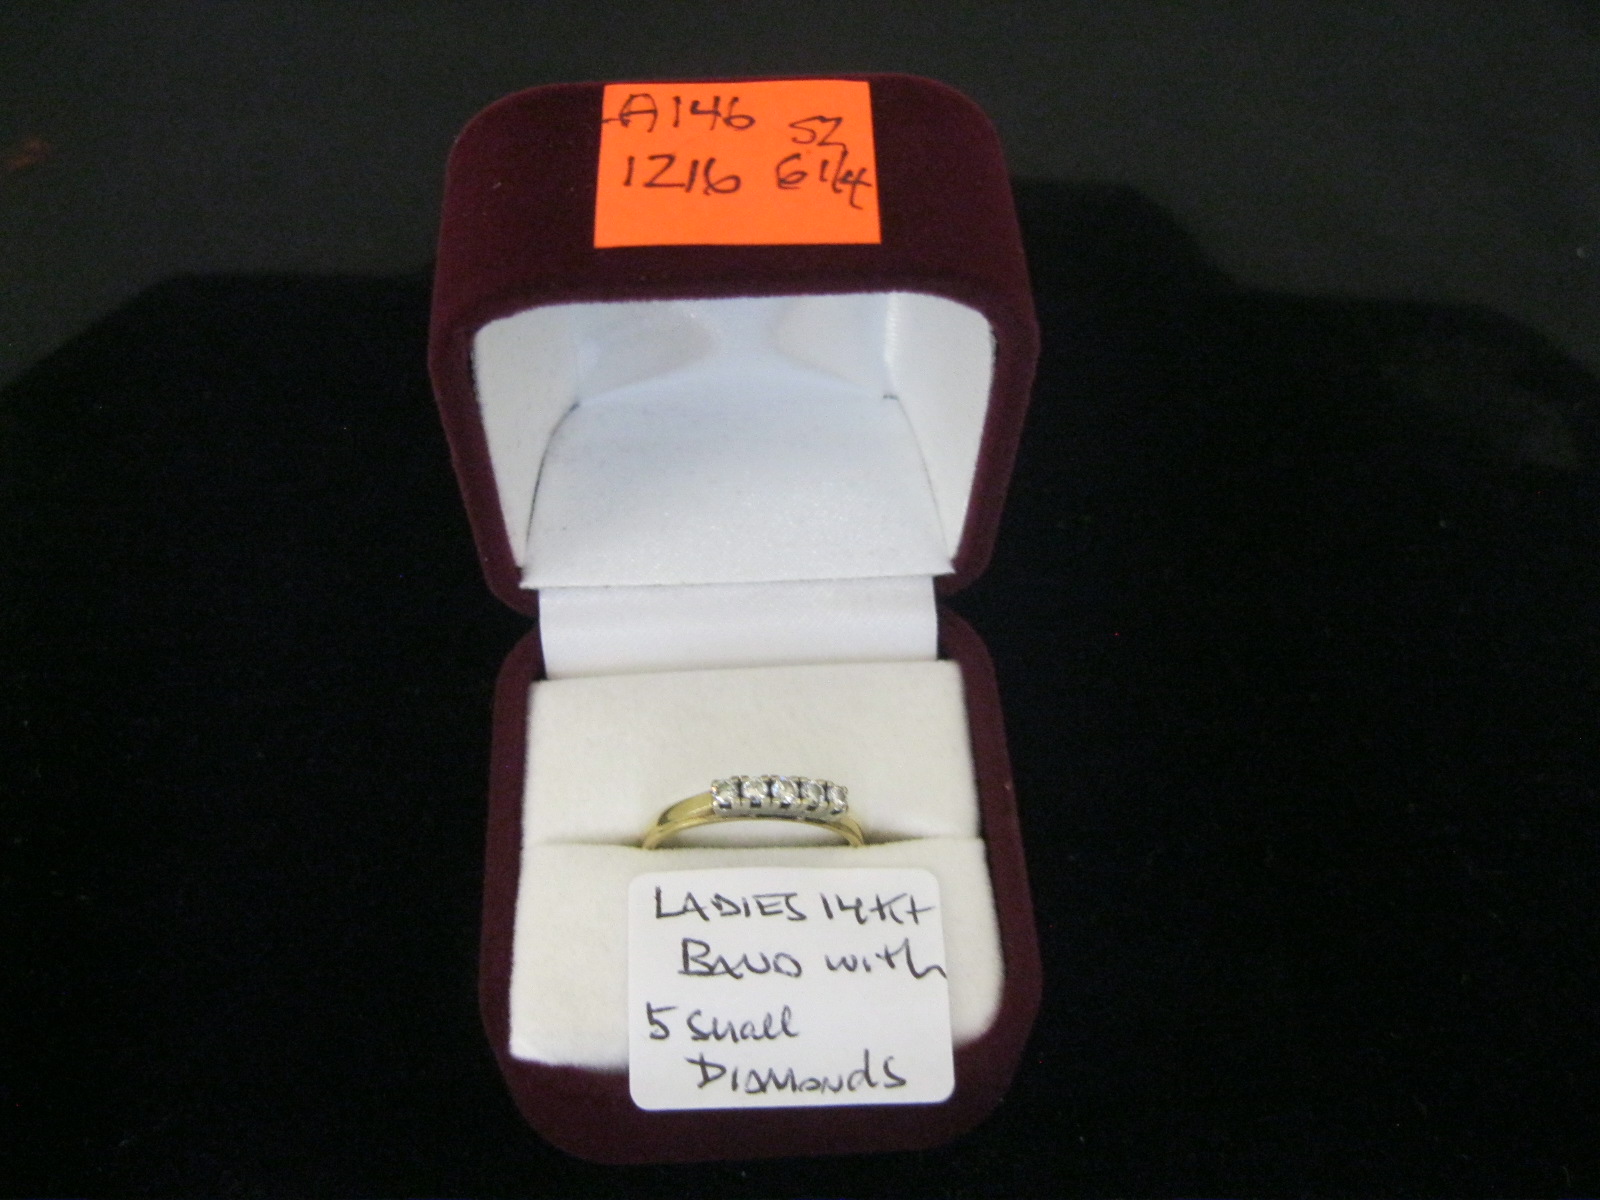 A146 SZ
1216 6 1/4
LADIES 14Kt
BAND with
5 small
DIAMONDS